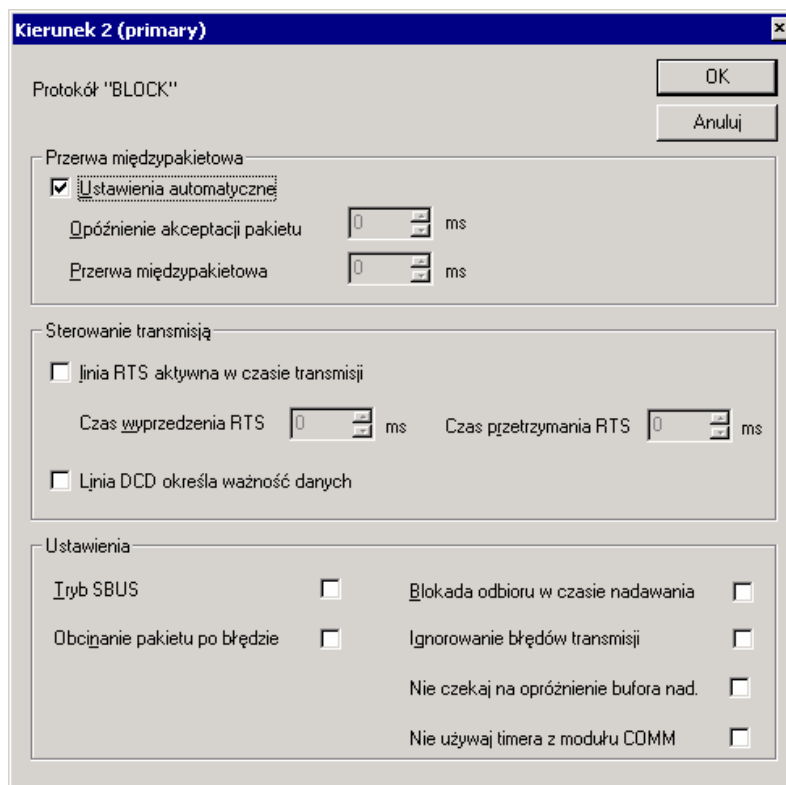 Kierunek 2 (primary)
Protokół "BLOCK"
OK
Anuluj
Przerwa międzypakietowa
Ustawienia automatyczne
Opóźnienie akceptacji pakietu 0 ms
Przerwa międzypakietowa 0 ms
Sterowanie transmisją
linia RTS aktywna w czasie transmisji
Czas wyprzedzenia RTS 0 ms Czas przetrzymania RTS 0 ms
Linia DCD określa ważność danych
Ustawienia
Tryb SBUS Blokada odbioru w czasie nadawania
Obcinanie pakietu po błędzie Ignorowanie błędów transmisji
Nie czekaj na opróżnienie bufora nad.
Nie używaj timera z modułu COMM